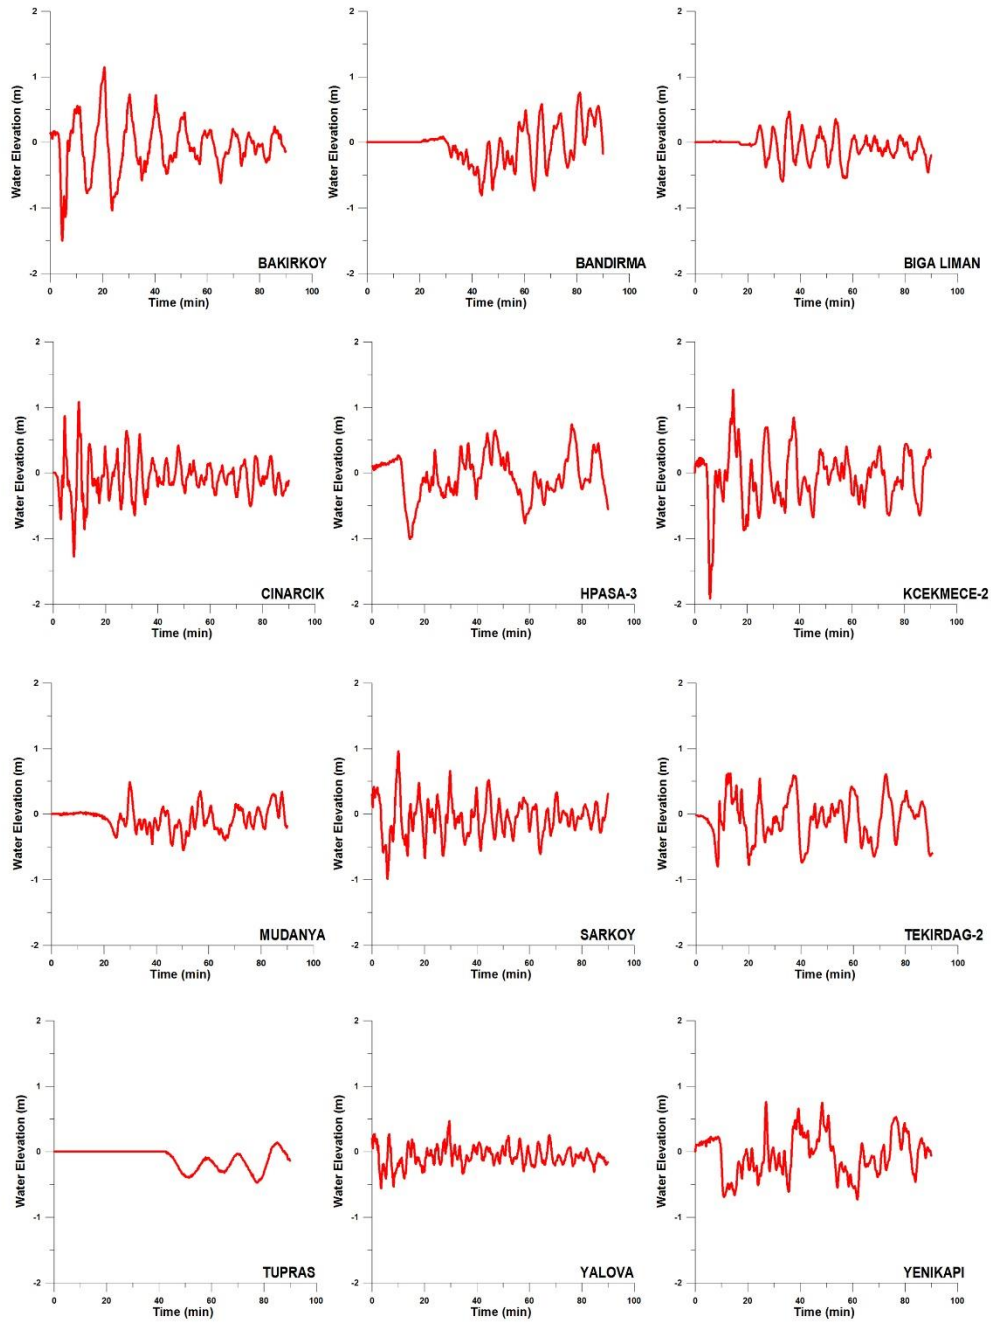 2
1
0
-1
-2
Water Elevation (m)
0 20 40 60 80 100
Time (min)
BAKIRKOY
2
1
0
-1
-2
Water Elevation (m)
0 20 40 60 80 100
Time (min)
BANDIRMA
2
1
0
-1
-2
Water Elevation (m)
0 20 40 60 80 100
Time (min)
BIGA LIMAN
2
1
0
-1
-2
Water Elevation (m)
0 20 40 60 80 100
Time (min)
CINARCIK
2
1
0
-1
-2
Water Elevation (m)
0 20 40 60 80 100
Time (min)
HPASA-3
2
1
0
-1
-2
Water Elevation (m)
0 20 40 60 80 100
Time (min)
KCEKMECE-2
2
1
0
-1
-2
Water Elevation (m)
0 20 40 60 80 100
Time (min)
MUDANYA
2
1
0
-1
-2
Water Elevation (m)
0 20 40 60 80 100
Time (min)
SARKOY
2
1
0
-1
-2
Water Elevation (m)
0 20 40 60 80 100
Time (min)
TEKIRDAG-2
2
1
0
-1
-2
Water Elevation (m)
0 20 40 60 80 100
Time (min)
TUPRAS
2
1
0
-1
-2
Water Elevation (m)
0 20 40 60 80 100
Time (min)
YALOVA
2
1
0
-1
-2
Water Elevation (m)
0 20 40 60 80 100
Time (min)
YENIKAPI